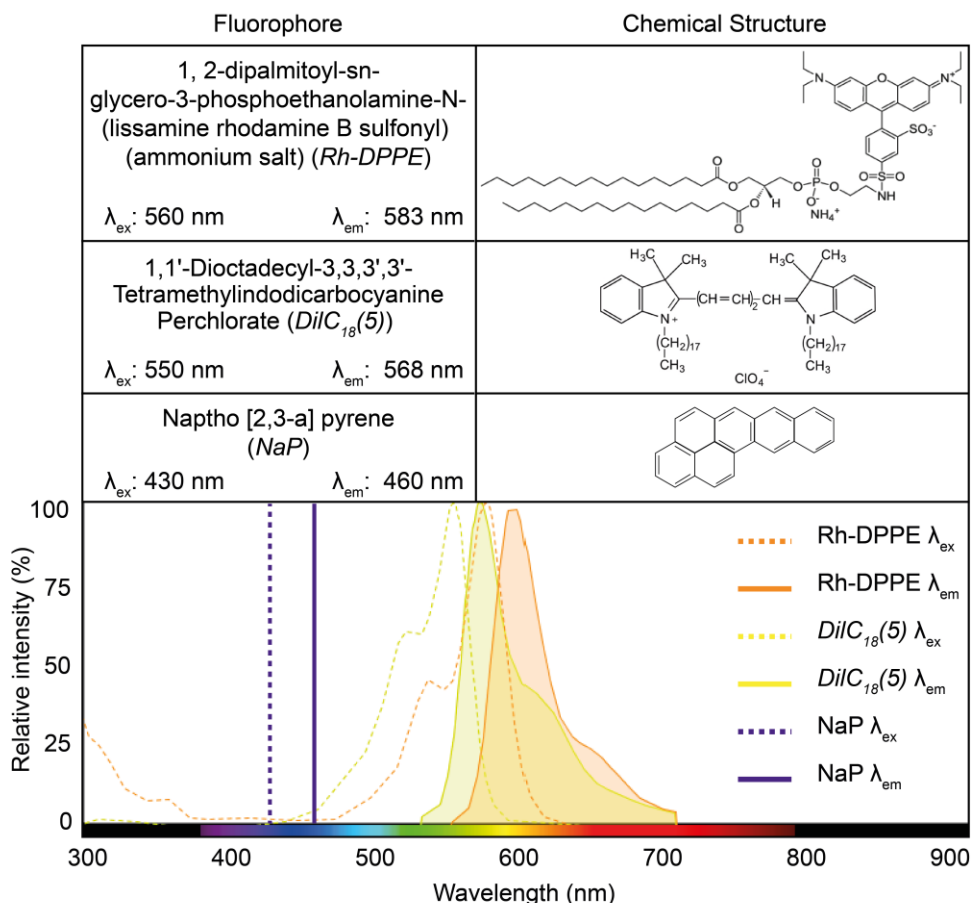 Fluorophore
Chemical Structure
1, 2-dipalmitoyl-sn-
glycero-3-phosphoethanolamine-N-
(lissamine rhodamine B sulfonyl)
(ammonium salt) (Rh-DPPE)
λex: 560 nm
λem: 583 nm
N
O
N+
SO3-
O
O
O
P
O
O
S
O
NH
O
O
H
O-
NH4+
O
1,1'-Dioctadecyl-3,3,3',3'-
Tetramethylindodicarbocyanine
Perchlorate (DilC18(5))
λex: 550 nm
λem: 568 nm
H3C
CH3
H3C
CH3
(CH=CH)2-CH=
N+
N
(CH2)17
(CH2)17
CH3
CH3
ClO4-
Naptho [2,3-a] pyrene
(NaP)
λex: 430 nm
λem: 460 nm
Relative intensity (%)
100
75
50
25
0
Rh-DPPE λex
Rh-DPPE λem
DilC18(5) λex
DilC18(5) λem
NaP λex
NaP λem
300
400
500
600
700
800
900
Wavelength (nm)